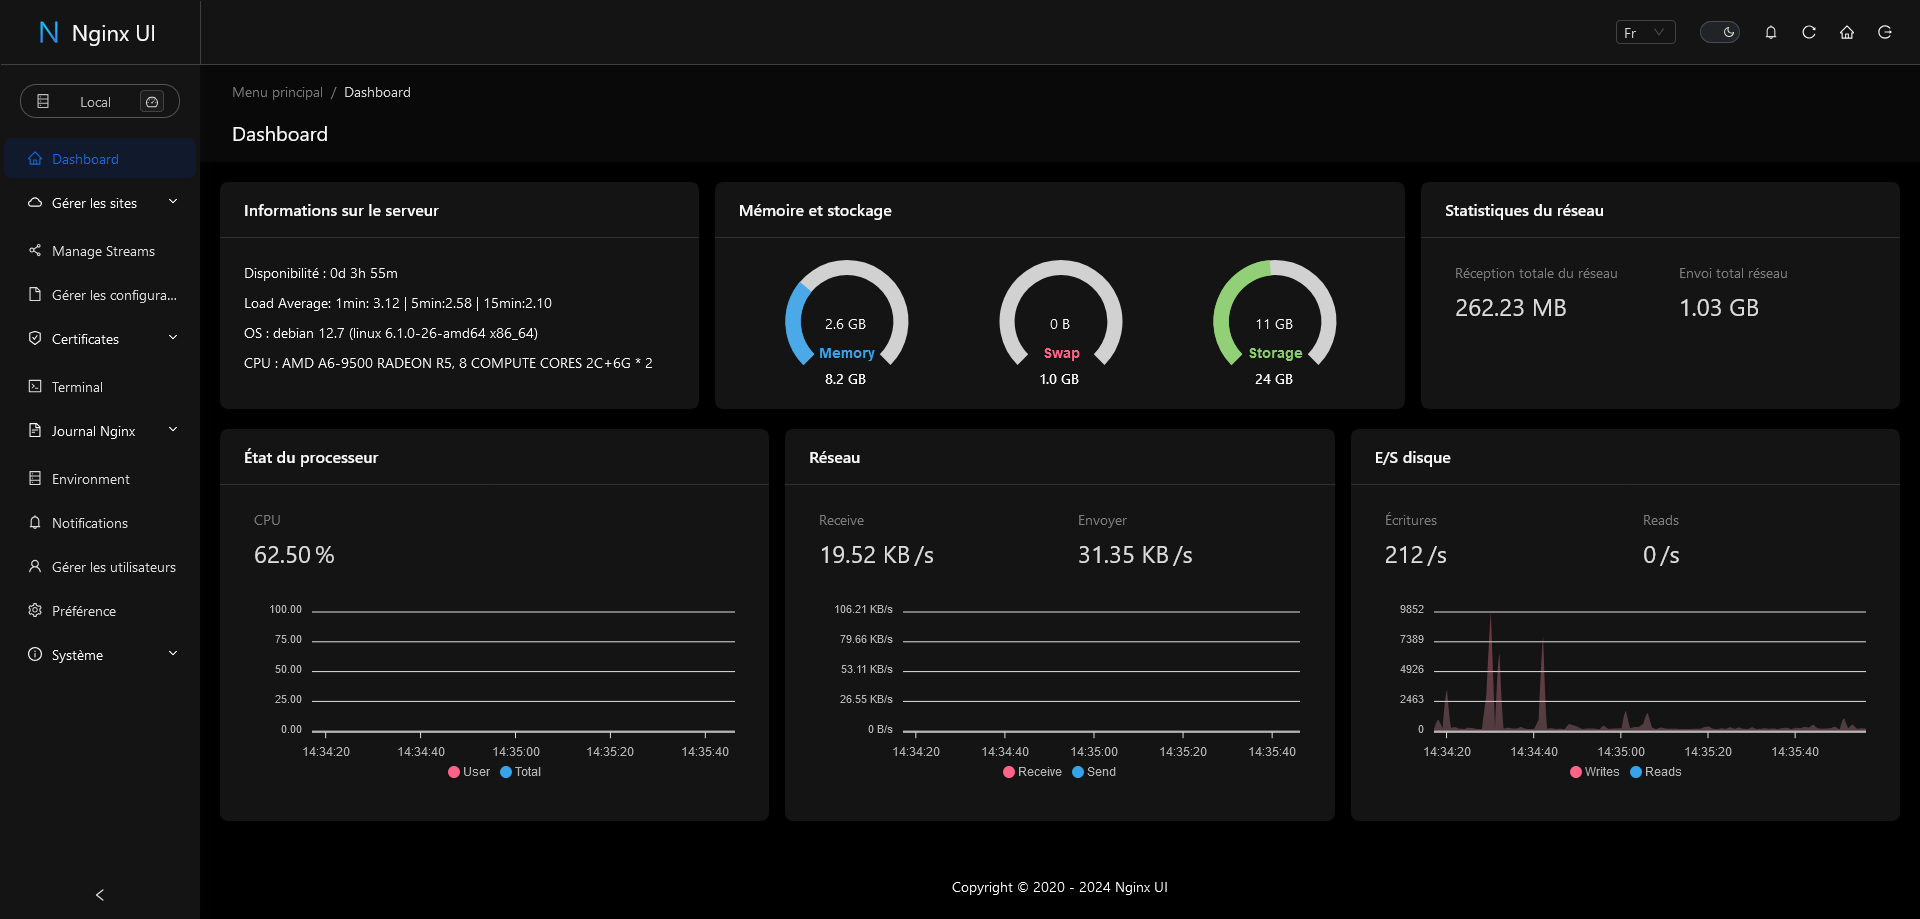 Nginx UI
Fr
Local
Dashboard
Gérer les sites
Manage Streams
Gérer les configura...
Certificates
Terminal
Journal Nginx
Environment
Notifications
Gérer les utilisateurs
Préférence
Système
Menu principal / Dashboard
Dashboard
Informations sur le serveur
Disponibilité : 0d 3h 55m
Load Average: 1min: 3.12 | 5min:2.58 | 15min:2.10
OS : debian 12.7 (linux 6.1.0-26-amd64 x86_64)
CPU : AMD A6-9500 RADEON R5, 8 COMPUTE CORES 2C+6G * 2
Mémoire et stockage
2.6 GB
Memory
8.2 GB
0 B
Swap
1.0 GB
11 GB
Storage
24 GB
Statistiques du réseau
Réception totale du réseau
262.23 MB
Envoi total réseau
1.03 GB
État du processeur
CPU
62.50 %
100.00
75.00
50.00
25.00
0.00
14:34:20 14:34:40 14:35:00 14:35:20 14:35:40
User Total
Réseau
Receive
19.52 KB /s
Envoyer
31.35 KB /s
106.21 KB/s
79.66 KB/s
53.11 KB/s
26.55 KB/s
0 B/s
14:34:20 14:34:40 14:35:00 14:35:20 14:35:40
Receive Send
E/S disque
Écritures
212 /s
Reads
0 /s
9852
7389
4926
2463
0
14:34:20 14:34:40 14:35:00 14:35:20 14:35:40
Writes Reads
Copyright © 2020 - 2024 Nginx UI